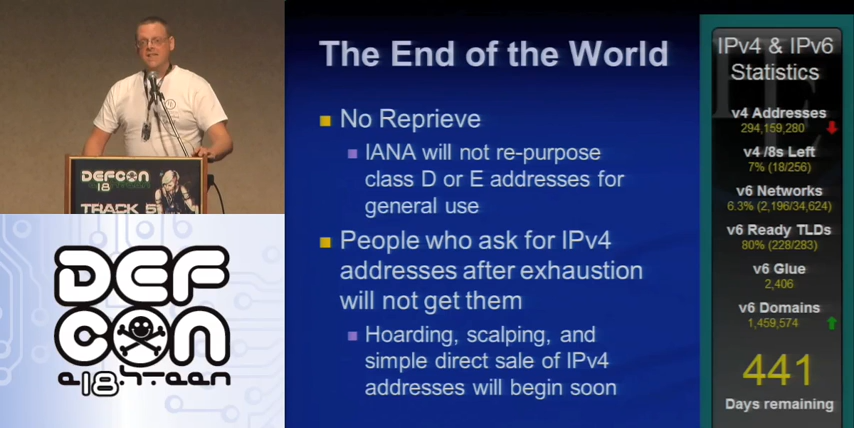 The End of the World
No Reprieve
IANA will not re-purpose
class D or E addresses for
general use
People who ask for IPv4
addresses after exhaustion
will not get them
Hoarding, scalping, and
simple direct sale of IPv4
addresses will begin soon
IPv4 & IPv6
Statistics
v4 Addresses
294,159,280
v4 /8s Left
7% (18/256)
v6 Networks
6.3% (2,196/34,624)
v6 Ready TLDs
80% (228/283)
v6 Glue
2,406
v6 Domains
1,459,574
441
Days remaining
DEFCON
18
TRACK 5
DEF
CON
e18hteen